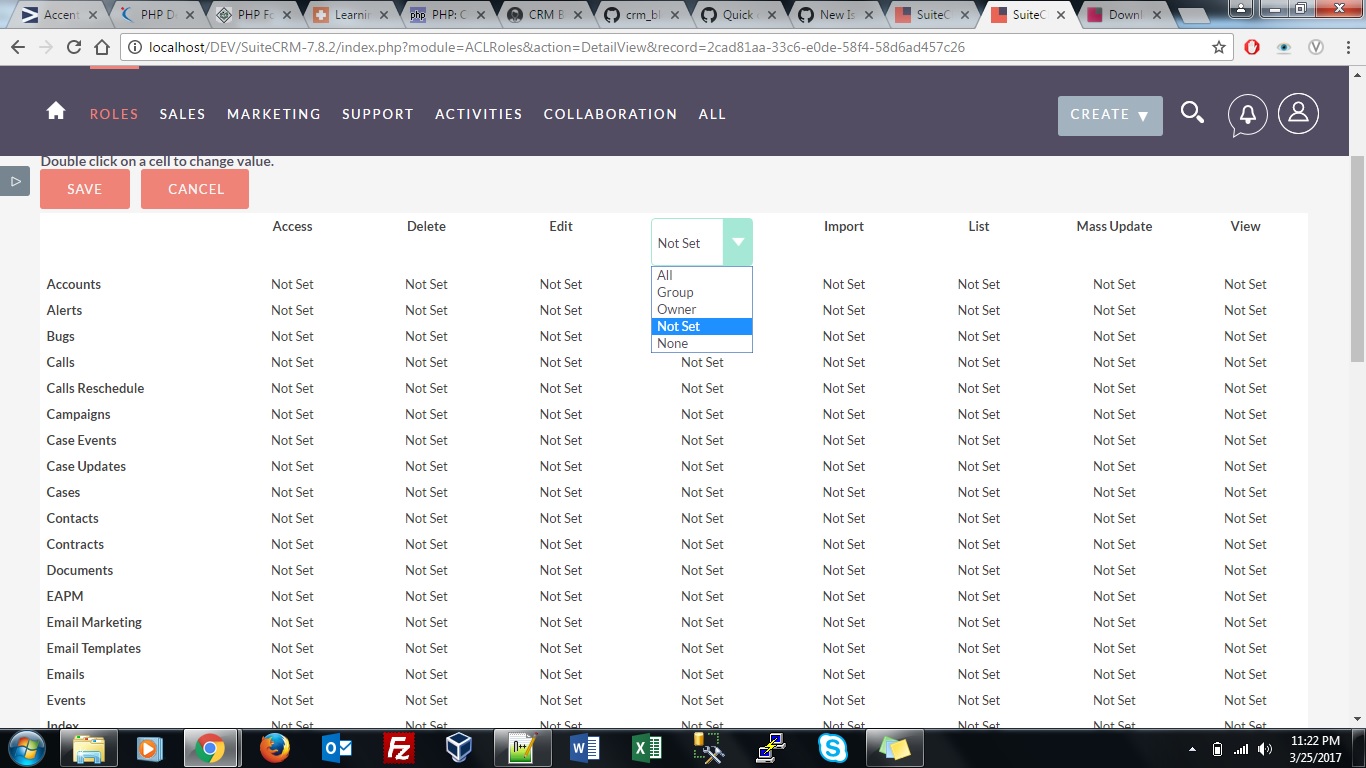 Accent
PHP De
PHP Fo
Learnin
php PHP: C
CRM B
crm_bl
Quick
New Is
SuiteC
SuiteC
Downl
localhost/DEV/SuiteCRM-7.8.2/index.php?module=ACLRoles&action=DetailView&record=2cad81aa-33c6-e0de-58f4-58d6ad457c26
ROLES SALES MARKETING SUPPORT ACTIVITIES COLLABORATION ALL CREATE ▼
Double click on a cell to change value.
SAVE CANCEL
Access Delete Edit Not Set Import List Mass Update View
All
Group
Owner
Not Set
None
Accounts Not Set Not Set Not Set Not Set Not Set Not Set Not Set
Alerts Not Set Not Set Not Set Not Set Not Set Not Set Not Set
Bugs Not Set Not Set Not Set Not Set Not Set Not Set Not Set
Calls Not Set Not Set Not Set Not Set Not Set Not Set Not Set Not Set
Calls Reschedule Not Set Not Set Not Set Not Set Not Set Not Set Not Set Not Set
Campaigns Not Set Not Set Not Set Not Set Not Set Not Set Not Set Not Set
Case Events Not Set Not Set Not Set Not Set Not Set Not Set Not Set Not Set
Case Updates Not Set Not Set Not Set Not Set Not Set Not Set Not Set Not Set
Cases Not Set Not Set Not Set Not Set Not Set Not Set Not Set Not Set
Contacts Not Set Not Set Not Set Not Set Not Set Not Set Not Set Not Set
Contracts Not Set Not Set Not Set Not Set Not Set Not Set Not Set Not Set
Documents Not Set Not Set Not Set Not Set Not Set Not Set Not Set Not Set
EAPM Not Set Not Set Not Set Not Set Not Set Not Set Not Set Not Set
Email Marketing Not Set Not Set Not Set Not Set Not Set Not Set Not Set Not Set
Email Templates Not Set Not Set Not Set Not Set Not Set Not Set Not Set Not Set
Emails Not Set Not Set Not Set Not Set Not Set Not Set Not Set Not Set
Events Not Set Not Set Not Set Not Set Not Set Not Set Not Set Not Set
Index Not Set Not Set Not Set Not Set Not Set Not Set Not Set Not Set
11:22 PM
3/25/2017